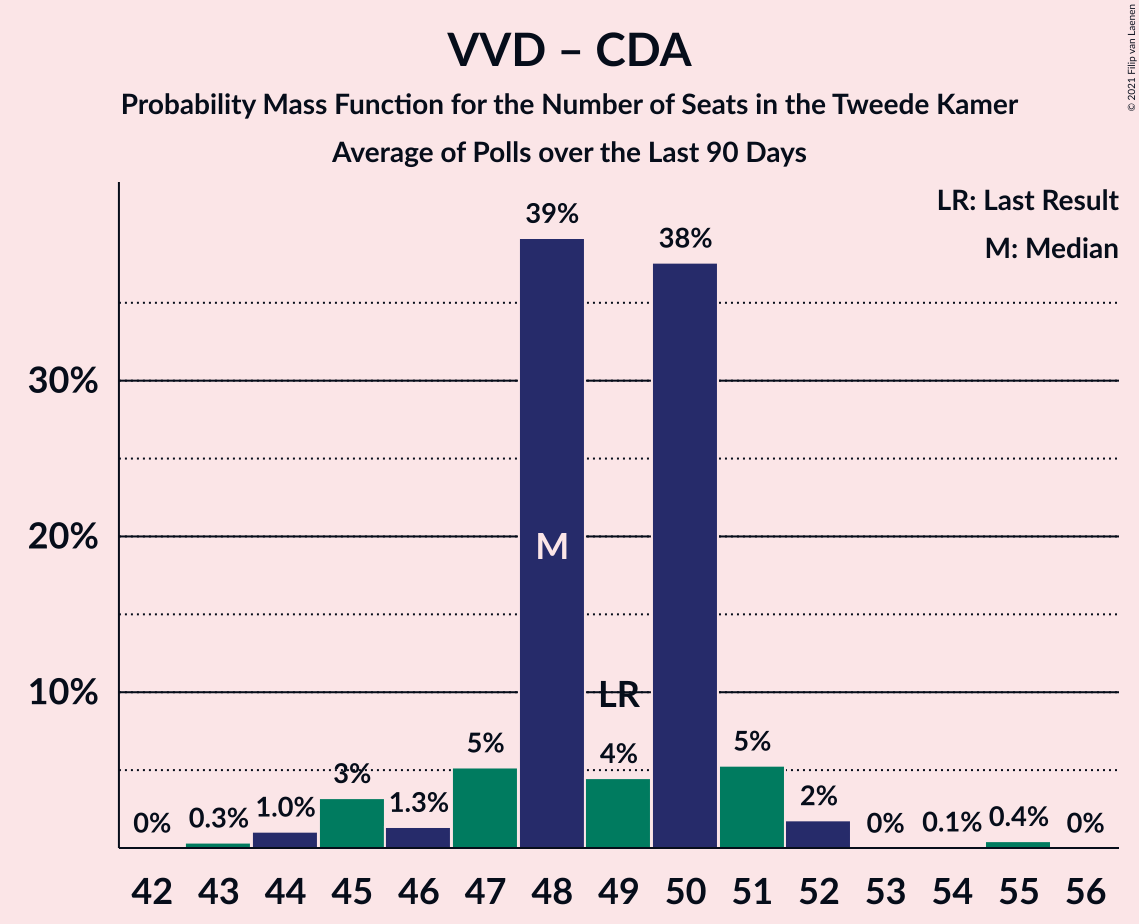 VVD – CDA
Probability Mass Function for the Number of Seats in the Tweede Kamer
Average of Polls over the Last 90 Days
© 2021 Filip van Laenen
LR: Last Result
M: Median
39%
38%
30%
20%
M
10%
LR
5%
4%
5%
3%
2%
0%
0.3%
1.0%
1.3%
0%
0.1%
0.4%
0%
42 43 44 45 46 47 48 49 50 51 52 53 54 55 56